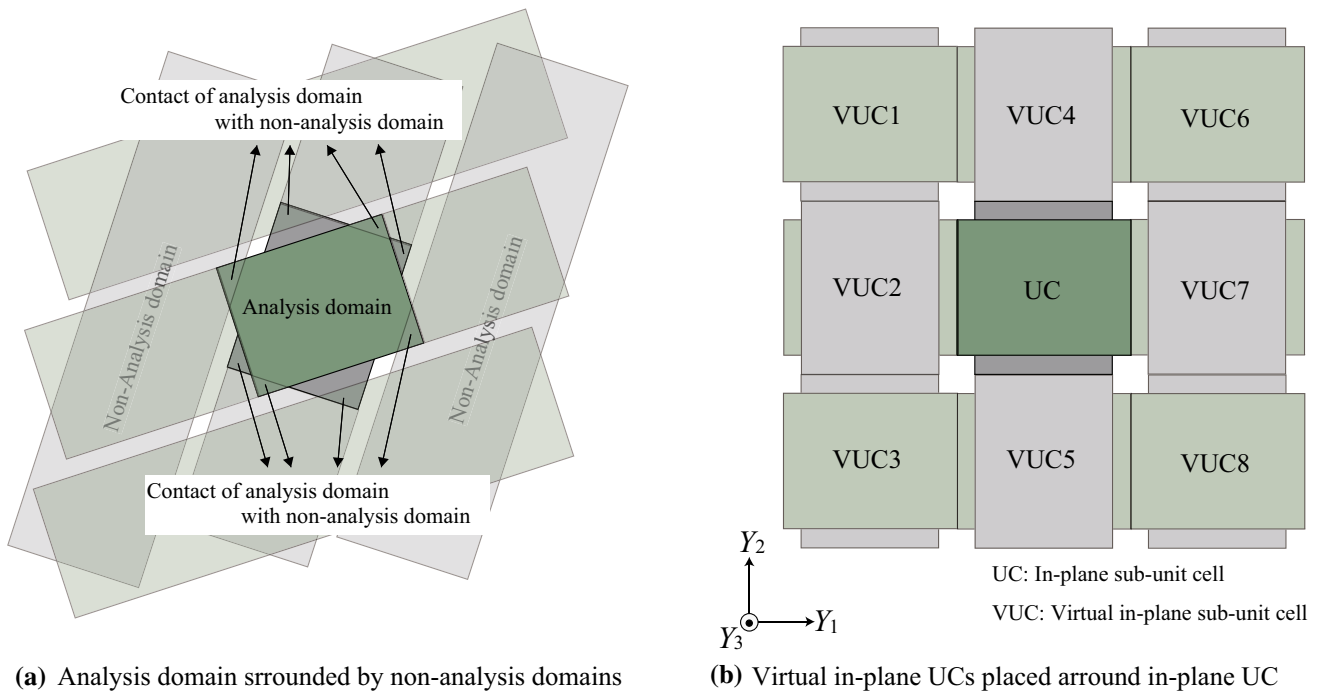 Contact of analysis domain
with non-analysis domain
Non-Analysis domain
Analysis domain
Non-Analysis domain
Contact of analysis domain
with non-analysis domain
(a) Analysis domain srrounded by non-analysis domains
VUC1
VUC4
VUC6
VUC2
UC
VUC7
VUC3
VUC5
VUC8
Y2
Y3
Y1
UC: In-plane sub-unit cell
VUC: Virtual in-plane sub-unit cell
(b) Virtual in-plane UCs placed arround in-plane UC